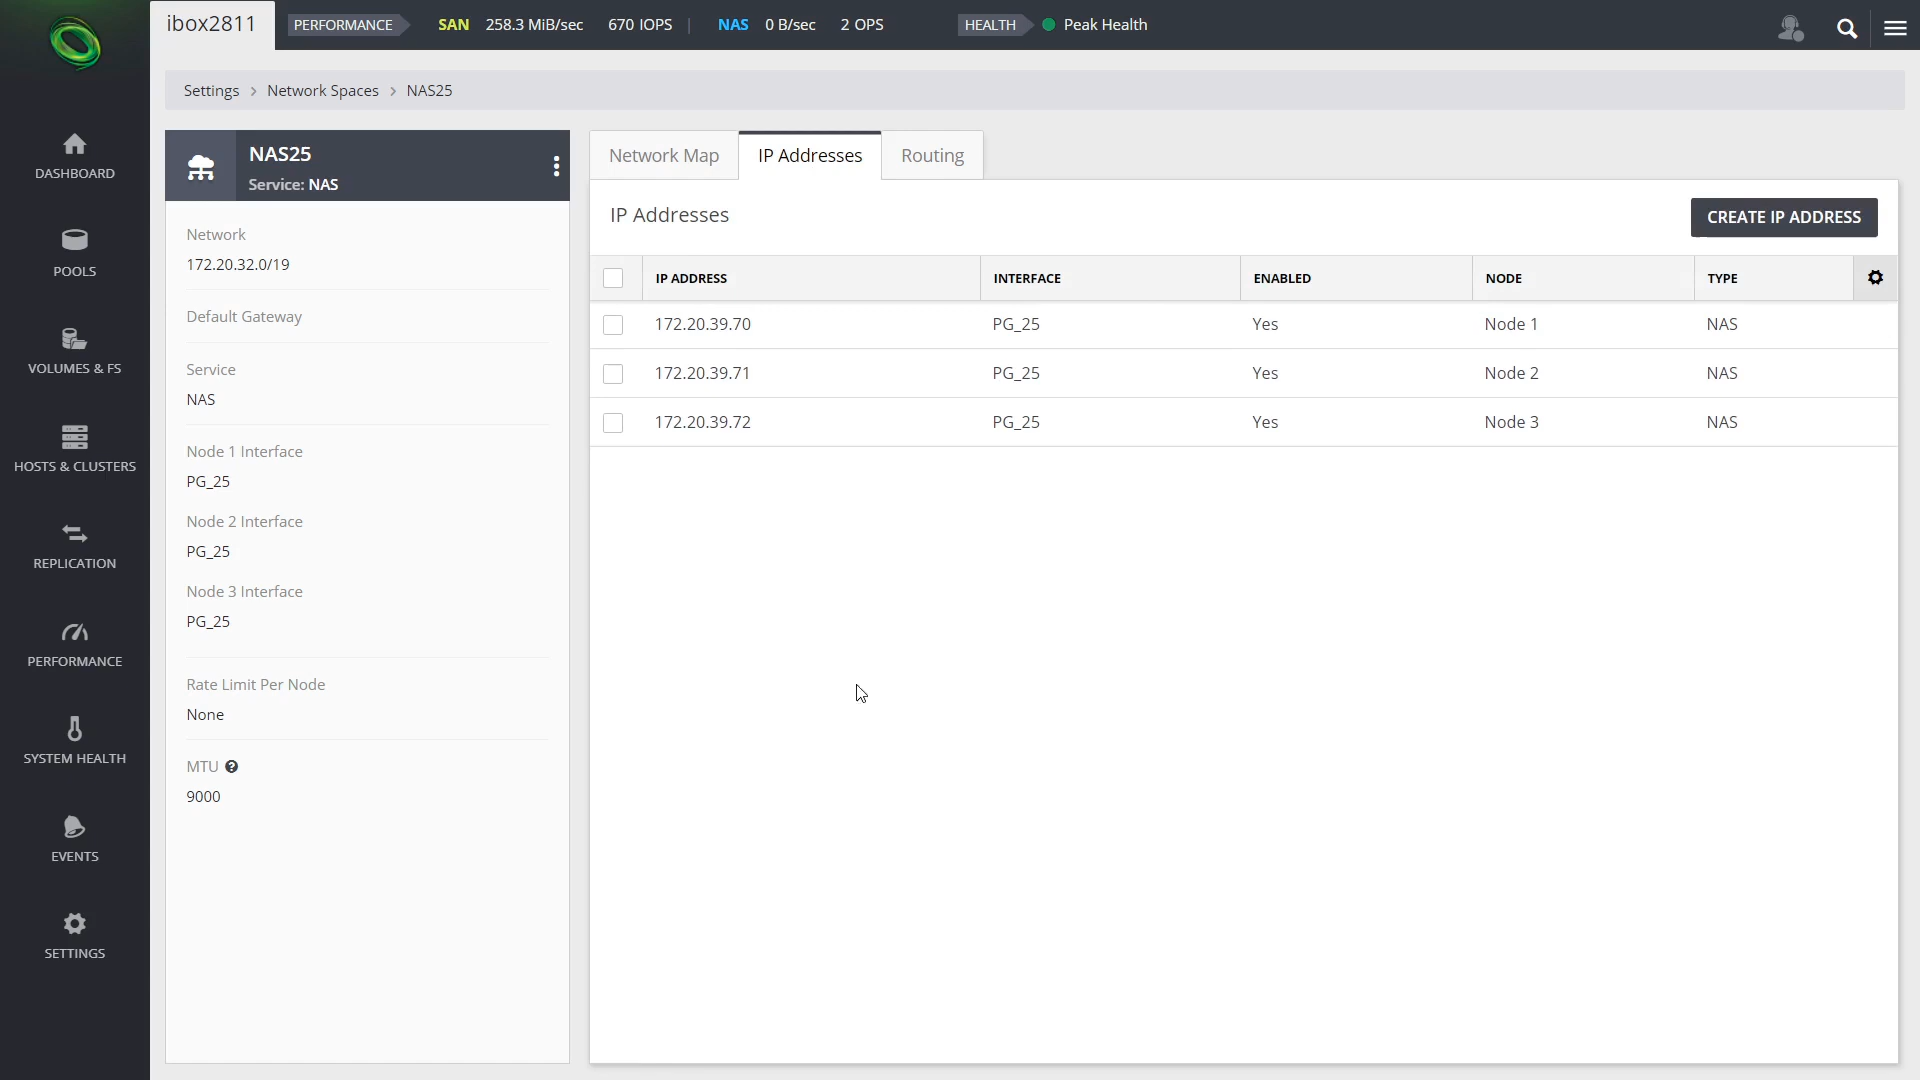 ibox2811
PERFORMANCE SAN 258.3 MiB/sec 670 IOPS | NAS 0 B/sec 2 OPS HEALTH Peak Health
Settings > Network Spaces > NAS25
DASHBOARD
POOLS
VOLUMES & FS
HOSTS & CLUSTERS
REPLICATION
PERFORMANCE
SYSTEM HEALTH
EVENTS
SETTINGS
NAS25
Service: NAS
Network
172.20.32.0/19
Default Gateway
Service
NAS
Node 1 Interface
PG_25
Node 2 Interface
PG_25
Node 3 Interface
PG_25
Rate Limit Per Node
None
MTU ?
9000
Network Map IP Addresses Routing
IP Addresses CREATE IP ADDRESS
IP ADDRESS INTERFACE ENABLED NODE TYPE
172.20.39.70 PG_25 Yes Node 1 NAS
172.20.39.71 PG_25 Yes Node 2 NAS
172.20.39.72 PG_25 Yes Node 3 NAS